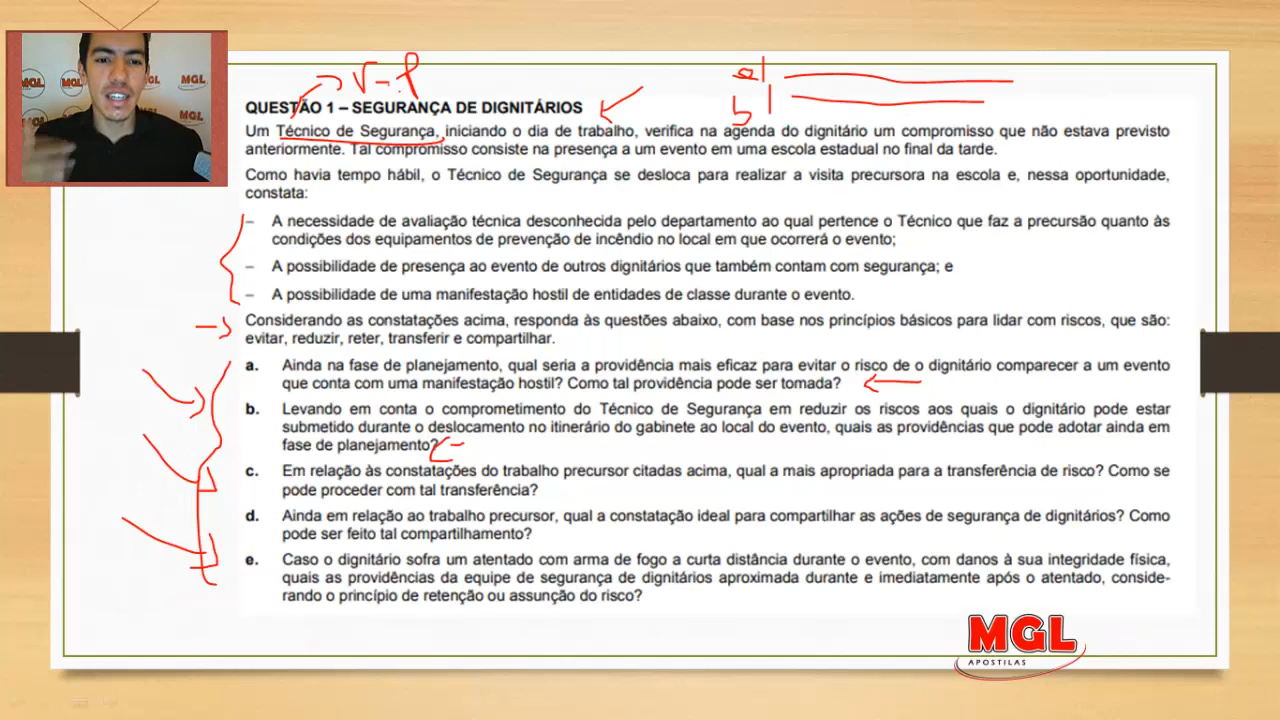 MGL
MGL
MGL
MGL
MGL
V - P
a|
b|
QUESTÃO 1 – SEGURANÇA DE DIGNITÁRIOS
Um Técnico de Segurança, iniciando o dia de trabalho, verifica na agenda do dignitário um compromisso que não estava previsto
anteriormente. Tal compromisso consiste na presença a um evento em uma escola estadual no final da tarde.
Como havia tempo hábil, o Técnico de Segurança se desloca para realizar a visita precursora na escola e, nessa oportunidade,
constata:
– A necessidade de avaliação técnica desconhecida pelo departamento ao qual pertence o Técnico que faz a precursão quanto às
condições dos equipamentos de prevenção de incêndio no local em que ocorrerá o evento;
– A possibilidade de presença ao evento de outros dignitários que também contam com segurança; e
– A possibilidade de uma manifestação hostil de entidades de classe durante o evento.
Considerando as constatações acima, responda às questões abaixo, com base nos princípios básicos para lidar com riscos, que são:
evitar, reduzir, reter, transferir e compartilhar.
a. Ainda na fase de planejamento, qual seria a providência mais eficaz para evitar o risco de o dignitário comparecer a um evento
que conta com uma manifestação hostil? Como tal providência pode ser tomada?
b. Levando em conta o comprometimento do Técnico de Segurança em reduzir os riscos aos quais o dignitário pode estar
submetido durante o deslocamento no itinerário do gabinete ao local do evento, quais as providências que pode adotar ainda em
fase de planejamento?
c. Em relação às constatações do trabalho precursor citadas acima, qual a mais apropriada para a transferência de risco? Como se
pode proceder com tal transferência?
d. Ainda em relação ao trabalho precursor, qual a constatação ideal para compartilhar as ações de segurança de dignitários? Como
pode ser feito tal compartilhamento?
e. Caso o dignitário sofra um atentado com arma de fogo a curta distância durante o evento, com danos à sua integridade física,
quais as providências da equipe de segurança de dignitários aproximada durante e imediatamente após o atentado, conside-
rando o princípio de retenção ou assunção do risco?
MGL
APOSTILAS